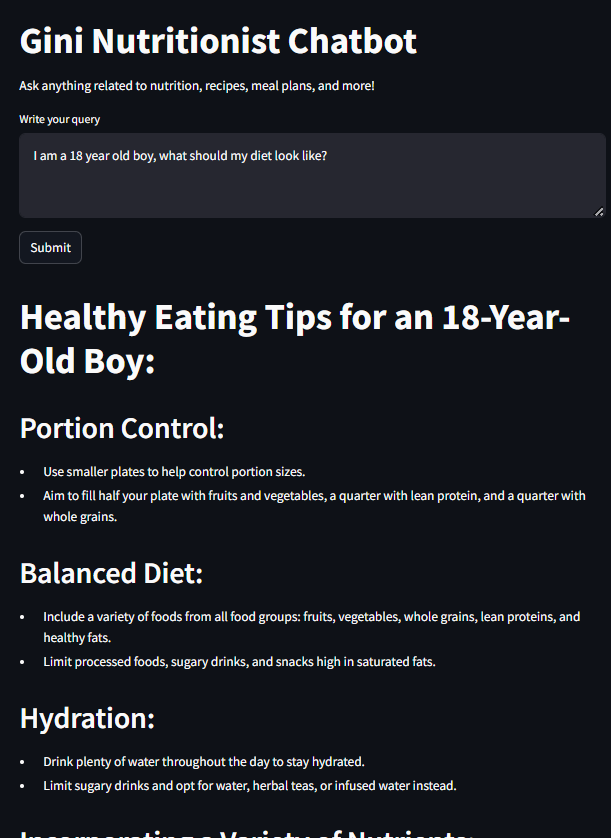 Gini Nutritionist Chatbot
Ask anything related to nutrition, recipes, meal plans, and more!
Write your query
I am a 18 year old boy, what should my diet look like?
Submit
Healthy Eating Tips for an 18-Year-
Old Boy:
Portion Control:
• Use smaller plates to help control portion sizes.
• Aim to fill half your plate with fruits and vegetables, a quarter with lean protein, and a quarter with
whole grains.
Balanced Diet:
• Include a variety of foods from all food groups: fruits, vegetables, whole grains, lean proteins, and
healthy fats.
• Limit processed foods, sugary drinks, and snacks high in saturated fats.
Hydration:
• Drink plenty of water throughout the day to stay hydrated.
• Limit sugary drinks and opt for water, herbal teas, or infused water instead.
Incorporating a Variety of Nutrients: